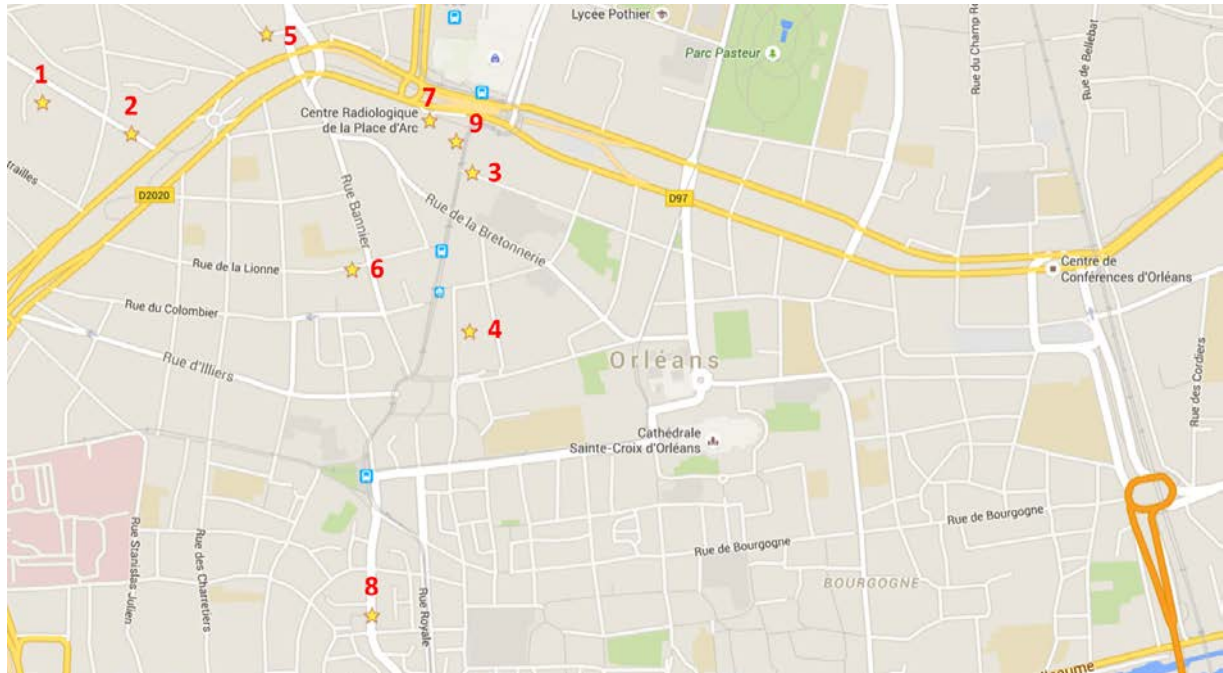 Lycée Pothier
Parc Pasteur
Rue du Champ R
Rue de Bellebat
5
1
2
7
Centre Radiologique
de la Place d'Arc
9
3
trailles
D2020
D97
Rue Bannier
Rue de la Bretonnerie
Rue de la Lionne
6
Centre de
Conférences d'Orléans
Rue du Colombier
4
Rue d'Illiers
Orléans
Rue des Cordiers
Cathédrale
Sainte-Croix d'Orléans
Rue de Bourgogne
Rue de Bourgogne
Rue Stanislas Julien
Rue des Charretiers
8
Rue Royale
BOURGOGNE